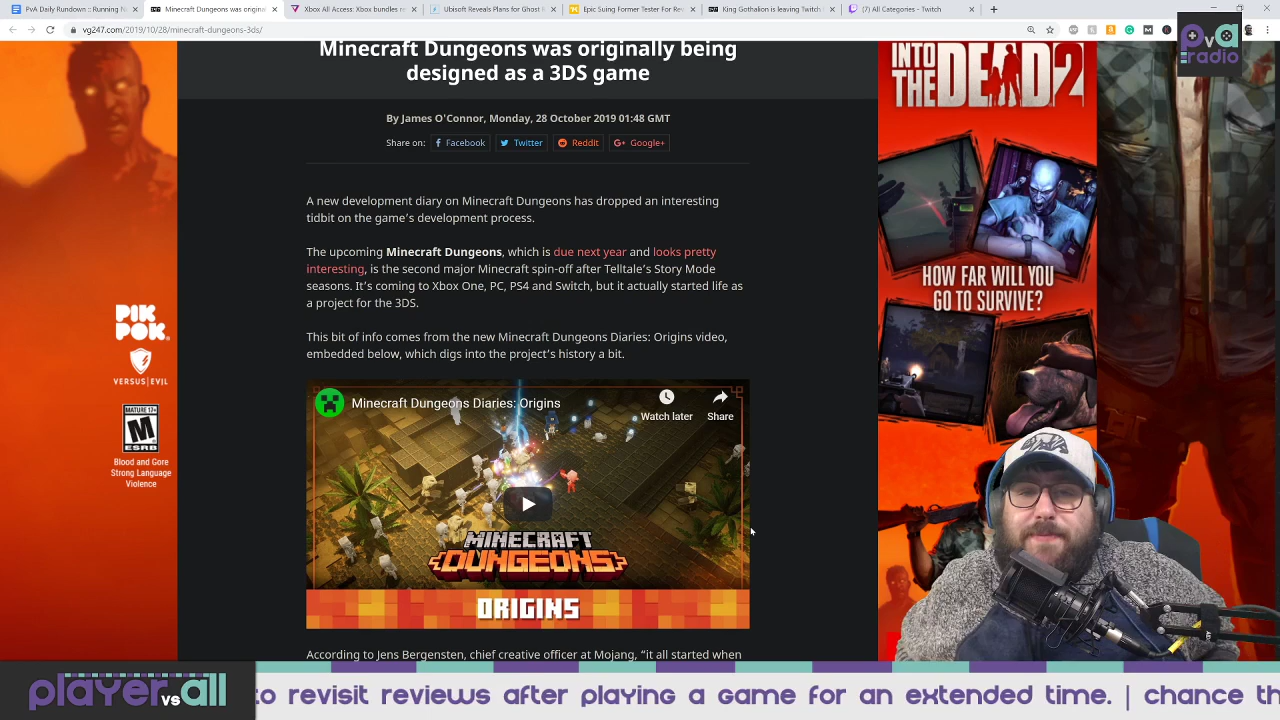 PvA Daily Rundown :: Running N
Minecraft Dungeons was original
Xbox All Access: Xbox bundles re
Ubisoft Reveals Plans for Ghost R
Epic Suing Former Tester For Rev
King Gothalion is leaving Twitch
(7) All Categories - Twitch
vg247.com/2019/10/28/minecraft-dungeons-3ds/
PvA
radio
Minecraft Dungeons was originally being
designed as a 3DS game
By James O'Connor, Monday, 28 October 2019 01:48 GMT
Share on: Facebook Twitter Reddit Google+
A new development diary on Minecraft Dungeons has dropped an interesting
tidbit on the game's development process.
The upcoming Minecraft Dungeons, which is due next year and looks pretty
interesting, is the second major Minecraft spin-off after Telltale's Story Mode
seasons. It's coming to Xbox One, PC, PS4 and Switch, but it actually started life as
a project for the 3DS.
This bit of info comes from the new Minecraft Dungeons Diaries: Origins video,
embedded below, which digs into the project's history a bit.
Minecraft Dungeons Diaries: Origins
Watch later
Share
MINECRAFT
DUNGEONS
ORIGINS
According to Jens Bergensten, chief creative officer at Mojang, "it all started when
PIK
POK
VERSUS EVIL
MATURE 17+
M
ESRB
Blood and Gore
Strong Language
Violence
INTO
THE DEAD 2
HOW FAR WILL YOU
GO TO SURVIVE?
player vs all
to revisit reviews after playing a game for an extended time. | chance th